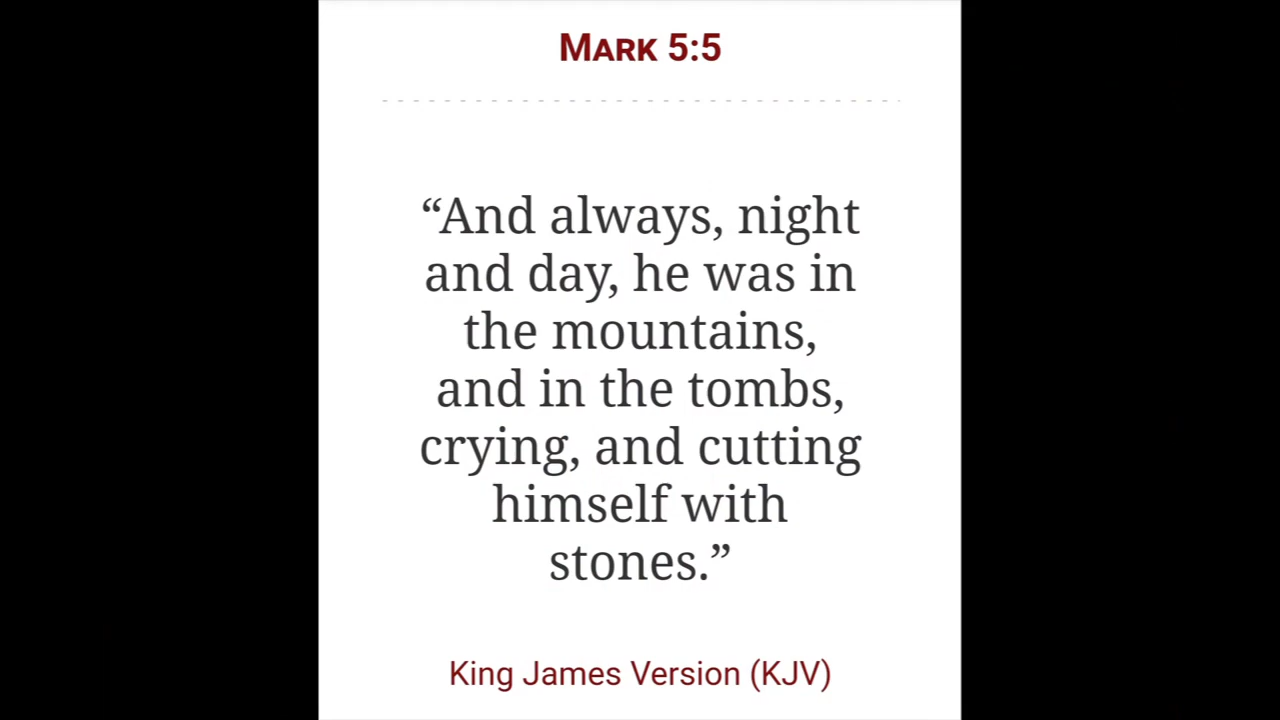 Mark 5:5
“And always, night
and day, he was in
the mountains,
and in the tombs,
crying, and cutting
himself with
stones.”
King James Version (KJV)